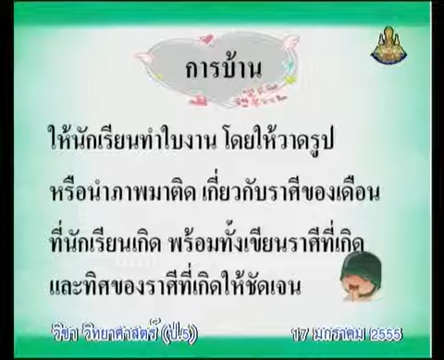 การบ้าน
ให้นักเรียนทำใบงาน โดยให้วาดรูป
หรือนำภาพมาติด เกี่ยวกับราศีของเดือน
ที่นักเรียนเกิด พร้อมทั้งเขียนราศีที่เกิด
และทิศของราศีที่เกิดให้ชัดเจน
วิชา วิทยาศาสตร์ (ป.5)
17 มกราคม 2555